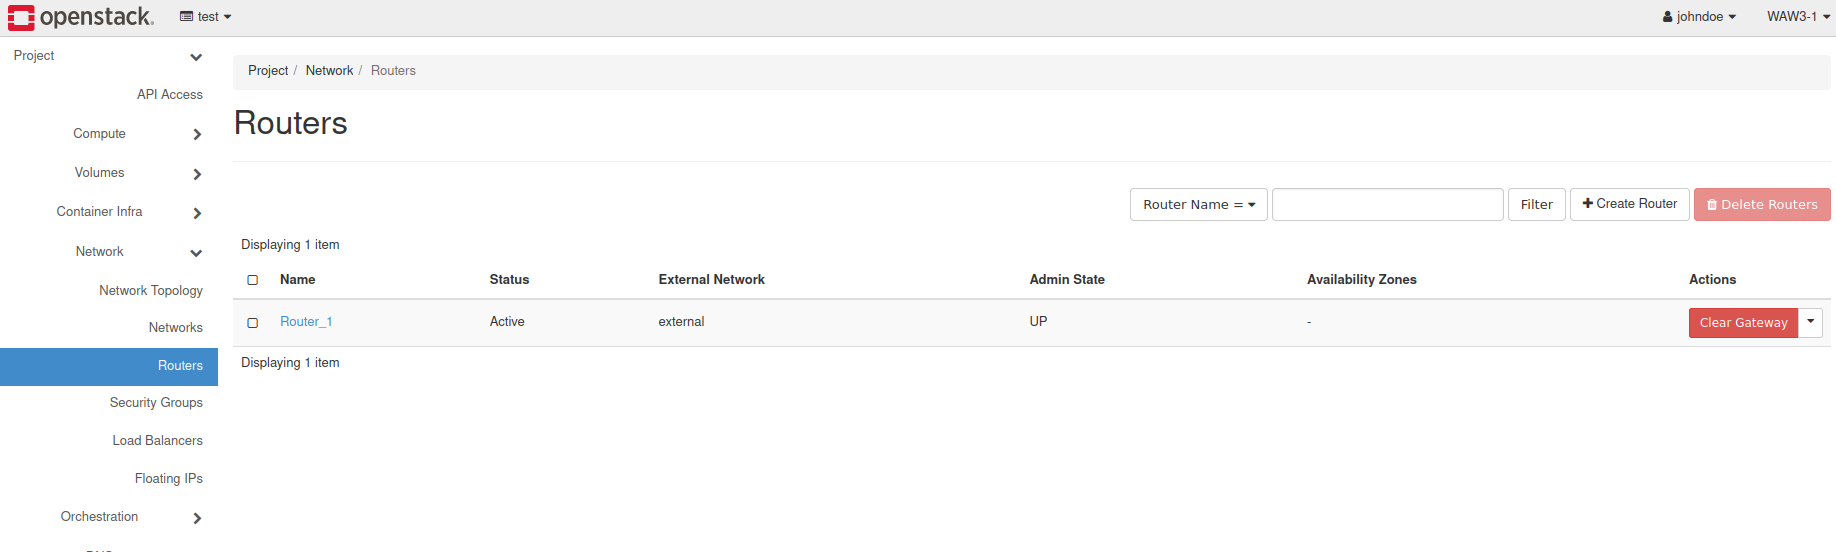 openstack. test johndoe WAW3-1
Project
API Access
Compute
Volumes
Container Infra
Network
Network Topology
Networks
Routers
Security Groups
Load Balancers
Floating IPs
Orchestration
Project / Network / Routers
Routers
Router Name = Filter Create Router Delete Routers
Displaying 1 item
Name Status External Network Admin State Availability Zones Actions
Router_1 Active external UP - Clear Gateway
Displaying 1 item